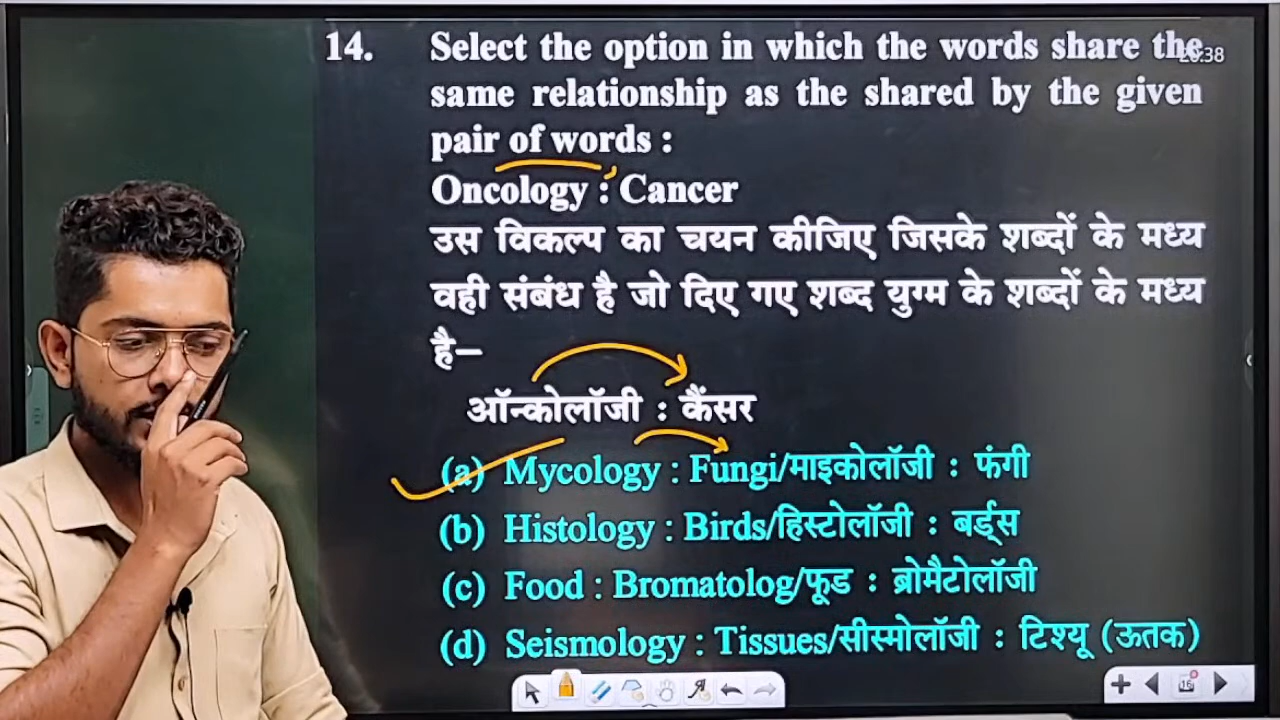 14. Select the option in which the words share the
same relationship as the shared by the given
pair of words :
Oncology : Cancer
उस विकल्प का चयन कीजिए जिसके शब्दों के मध्य
वही संबंध है जो दिए गए शब्द युग्म के शब्दों के मध्य
है–
ऑन्कोलॉजी : कैंसर
(a) Mycology : Fungi/माइकोलॉजी : फंगी
(b) Histology : Birds/हिस्टोलॉजी : बर्ड्स
(c) Food : Bromatolog/फूड : ब्रोमैटोलॉजी
(d) Seismology : Tissues/सीस्मोलॉजी : टिश्यू (ऊतक)